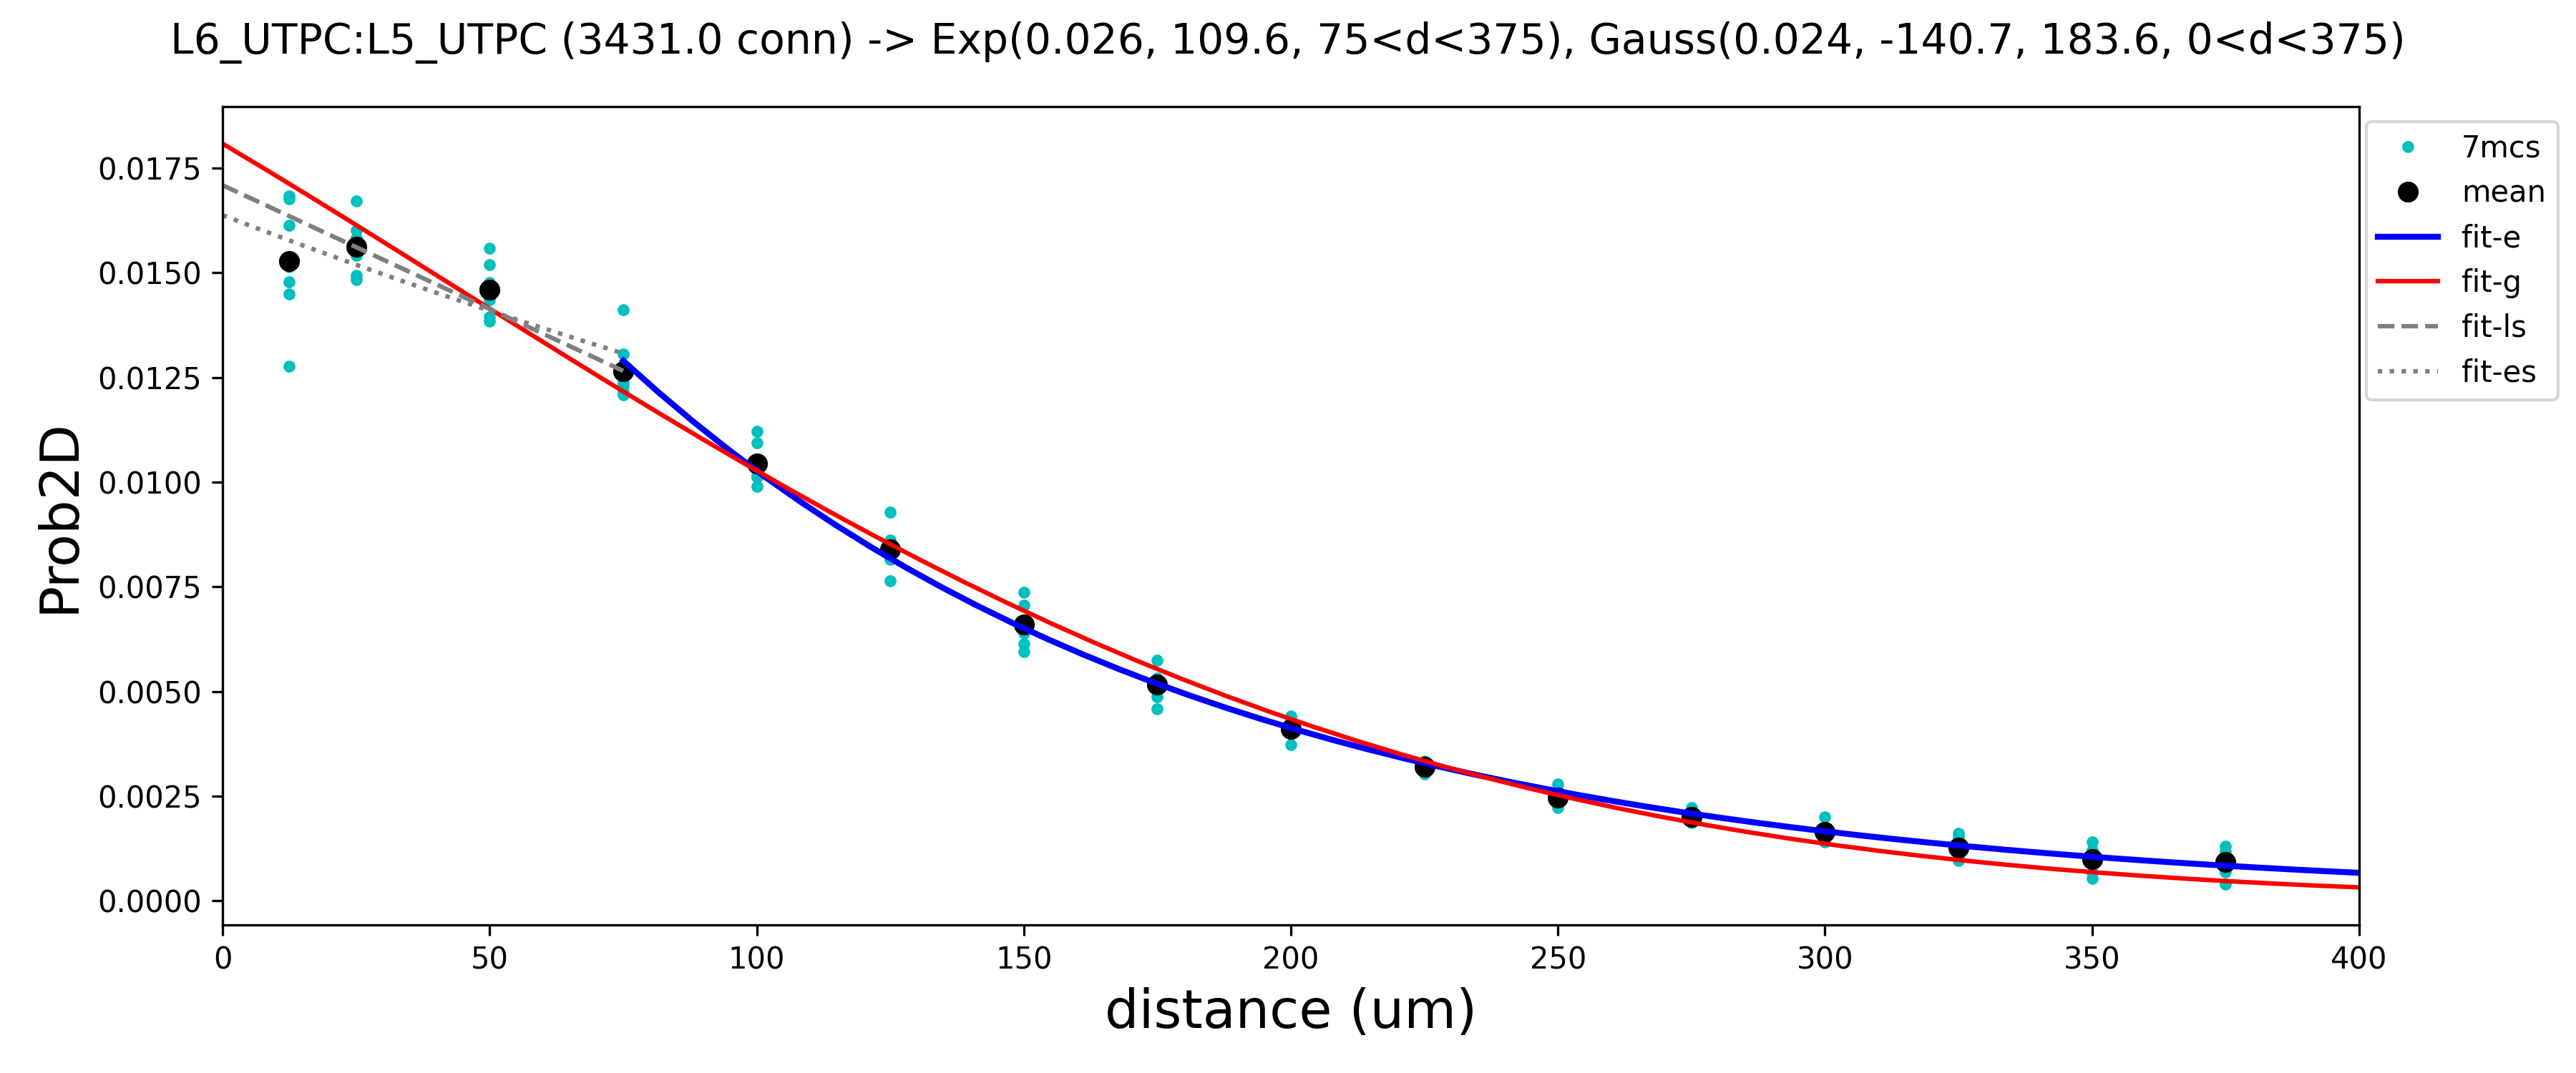 L6_UTPC:L5_UTPC (3431.0 conn) -> Exp(0.026, 109.6, 75<d<375), Gauss(0.024, -140.7, 183.6, 0<d<375)
7mcs
mean
fit-e
fit-g
fit-ls
fit-es
Prob2D
0.0175
0.0150
0.0125
0.0100
0.0075
0.0050
0.0025
0.0000
0 50 100 150 200 250 300 350 400
distance (um)